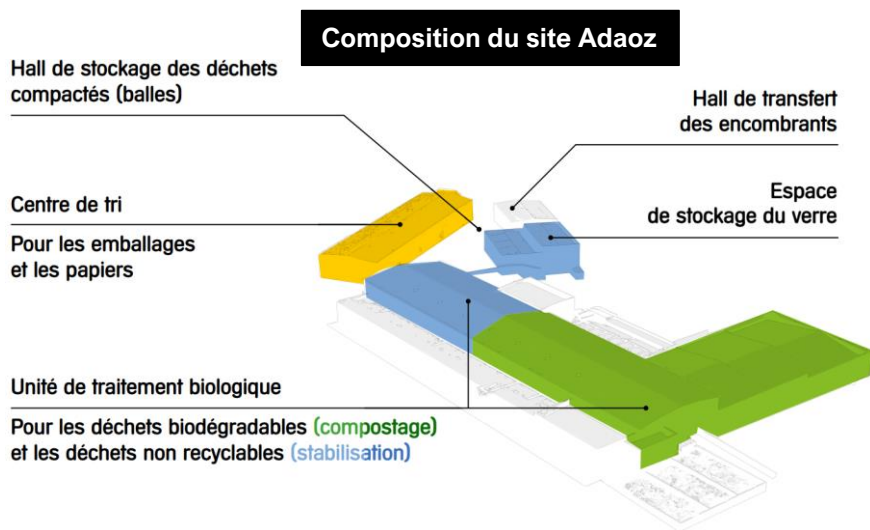 Composition du site Adaoz
Hall de stockage des déchets
compactés (balles)
Hall de transfert
des encombrants
Centre de tri
Pour les emballages
et les papiers
Espace
de stockage du verre
Unité de traitement biologique
Pour les déchets biodégradables (compostage)
et les déchets non recyclables (stabilisation)